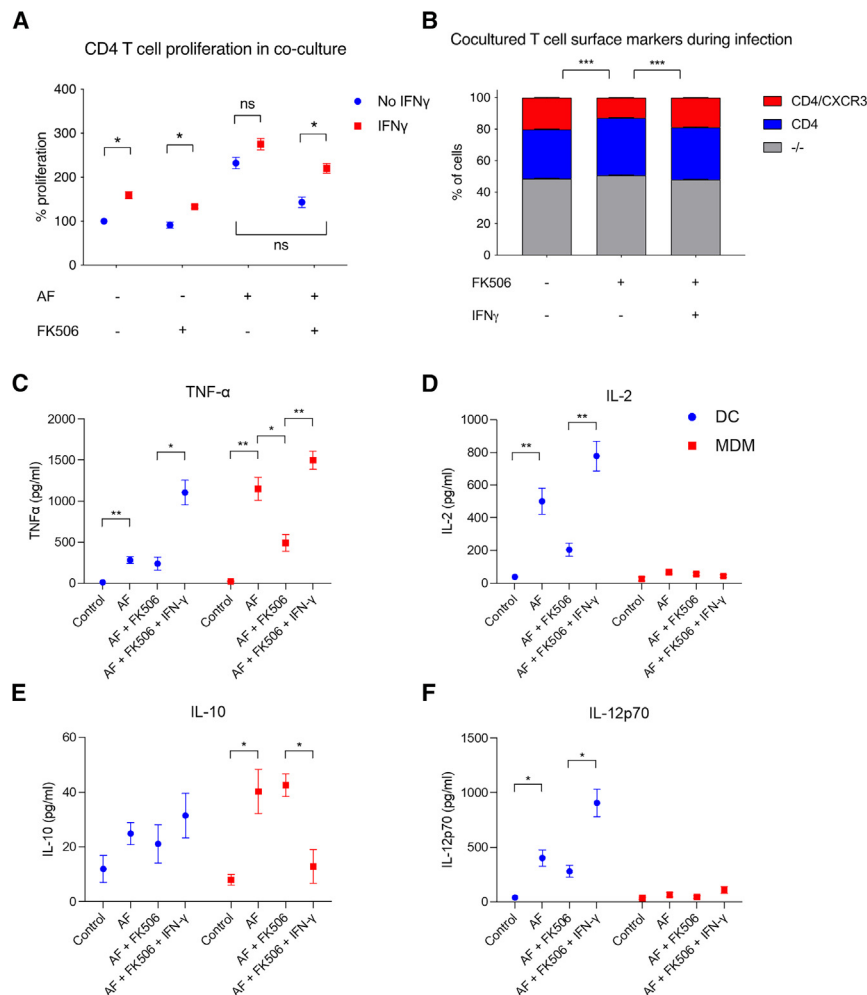 A
CD4 T cell proliferation in co-culture
% proliferation
400
300
200
100
0
* * ns *
ns
No IFNγ
IFNγ
AF - - + +
FK506 - + - +
B
Cocultured T cell surface markers during infection
*** ***
% of cells
100
80
60
40
20
0
CD4/CXCR3
CD4
-/-
FK506 - + +
IFNγ - - +
C
TNF-α
TNFα (pg/ml)
2000
1500
1000
500
0
** * ** * **
Control AF AF + FK506 AF + FK506 + IFN-γ Control AF AF + FK506 AF + FK506 + IFN-γ
D
IL-2
IL-2 (pg/ml)
1000
800
600
400
200
0
** **
DC
MDM
Control AF AF + FK506 AF + FK506 + IFN-γ Control AF AF + FK506 AF + FK506 + IFN-γ
E
IL-10
IL-10 (pg/ml)
60
40
20
0
* *
Control AF AF + FK506 AF + FK506 + IFN-γ Control AF AF + FK506 AF + FK506 + IFN-γ
F
IL-12p70
IL-12p70 (pg/ml)
1500
1000
500
0
* *
Control AF AF + FK506 AF + FK506 + IFN-γ Control AF AF + FK506 AF + FK506 + IFN-γ